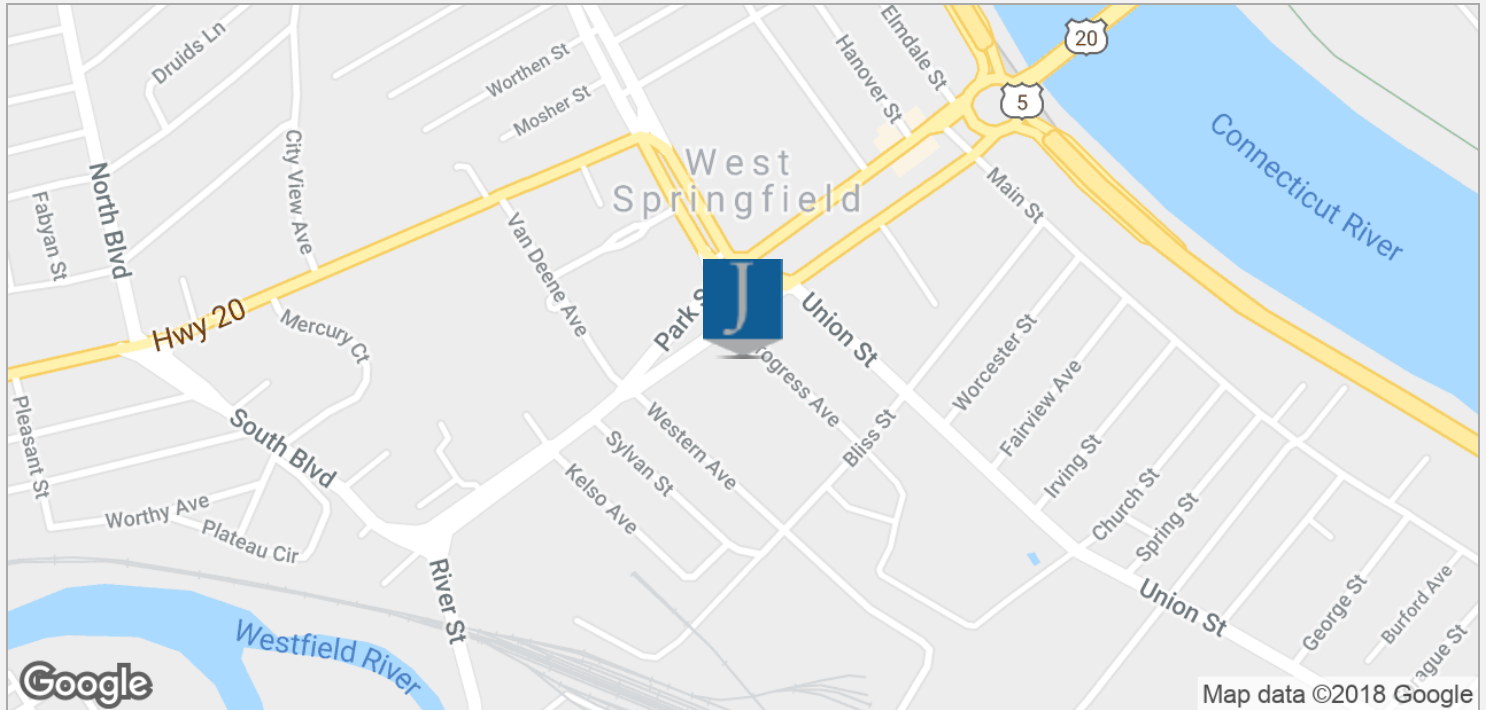 Druids Ln
Worthen St
Mosher St
Hanover St
Elmdale St
20
5
Connecticut River
West
Springfield
Main St
North Blvd
City View Ave
Fabyan St
Van Deene Ave
Hwy 20
Mercury Ct
Park S
J
Union St
rogress Ave
Worcester St
Fairview Ave
Pleasant St
South Blvd
Western Ave
Sylvan St
Kelso Ave
Bliss St
Irving St
Church St
Spring St
Worthy Ave
Plateau Cir
River St
Westfield River
Union St
George St
Burford Ave
rague St
Google
Map data ©2018 Google